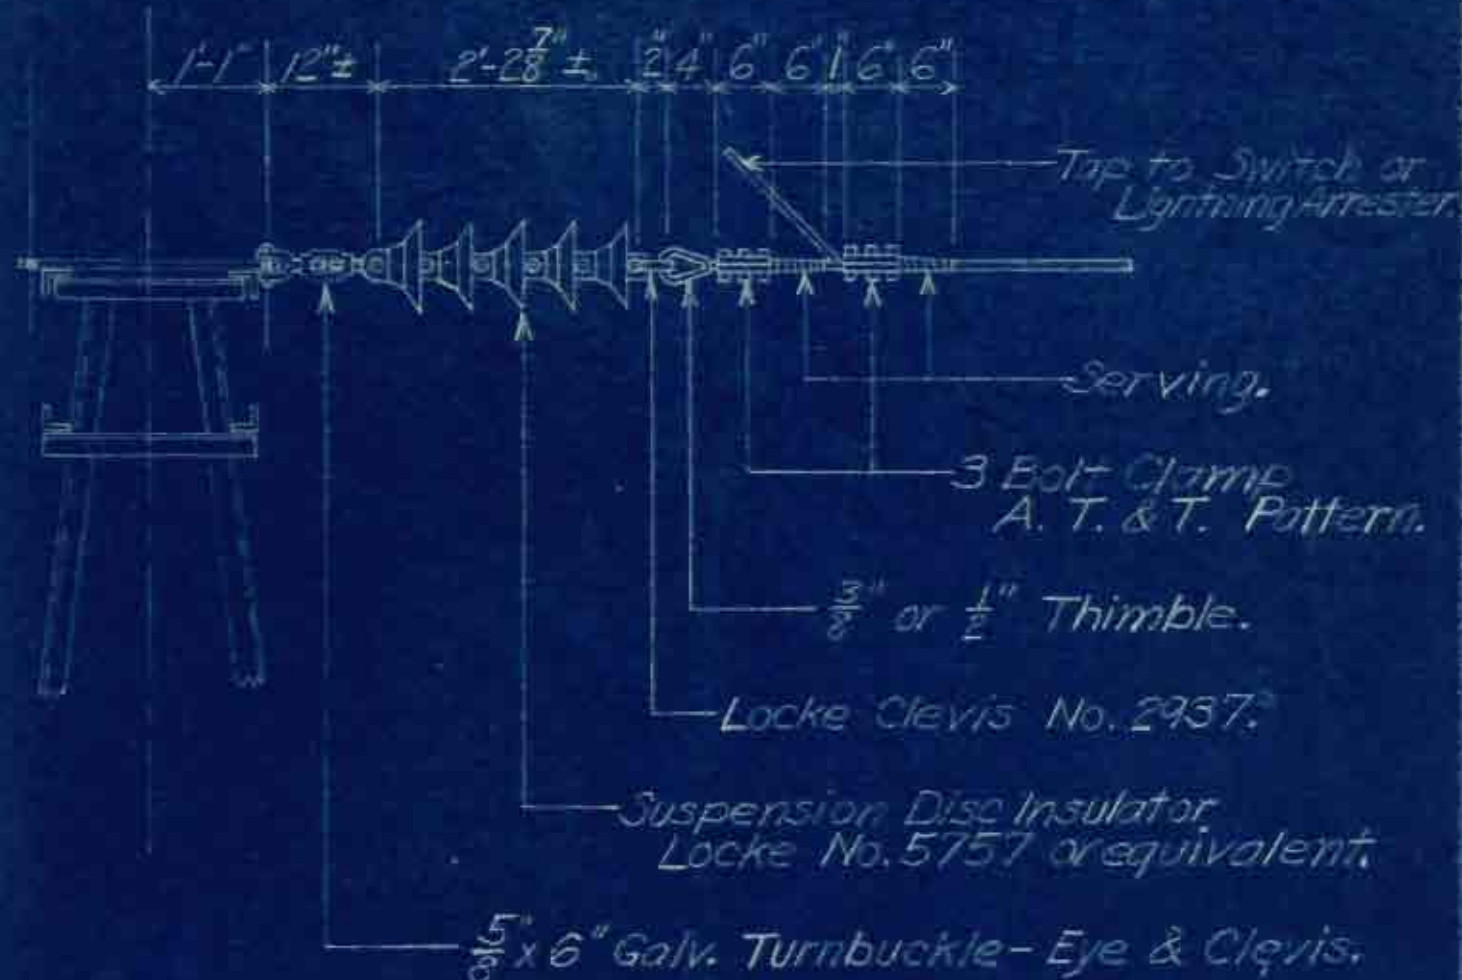 1'-1" 12"± 2'-2 7/8"± 2" 4" 6" 6" 1" 6" 6"
Tap to Switch or
Lightning Arrester.
Serving.
3 Bolt Clamp
A. T. & T. Pattern.
3/8" or 1/2" Thimble.
Locke Clevis No. 2937.
Suspension Disc Insulator
Locke No. 5757 or equivalent.
5/8" x 6" Galv. Turnbuckle - Eye & Clevis.